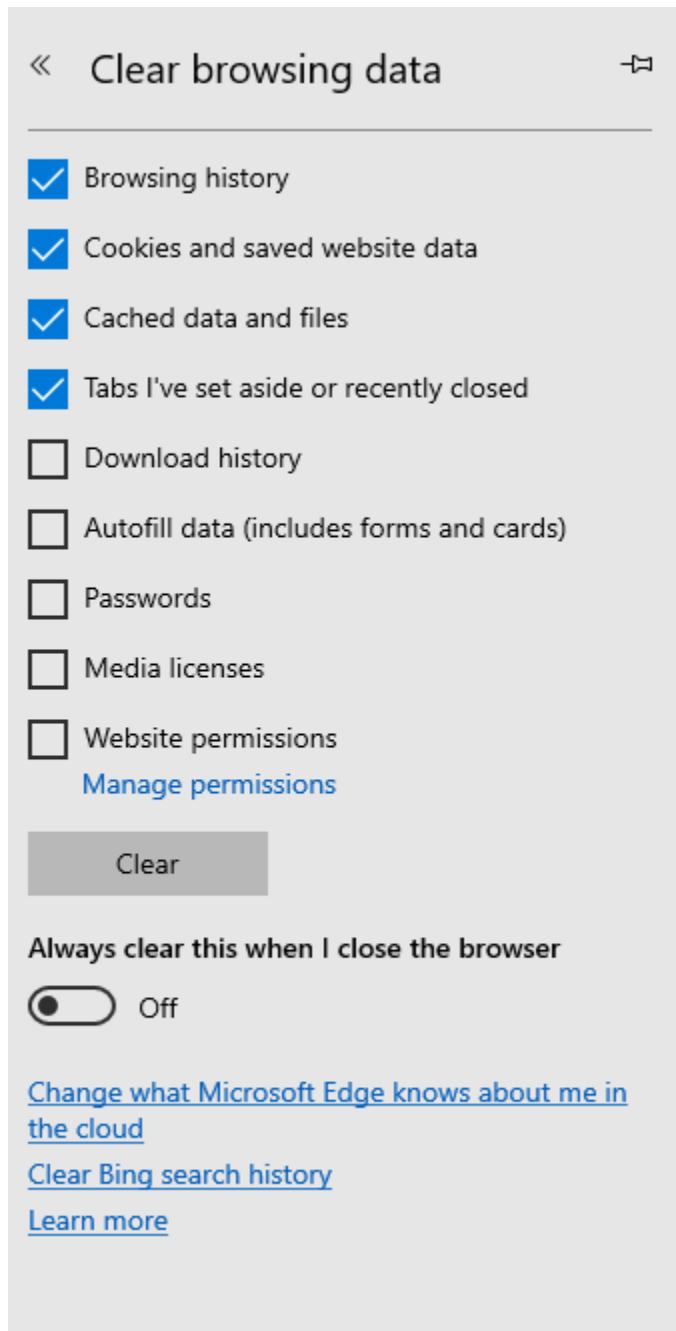 Clear browsing data
Browsing history
Cookies and saved website data
Cached data and files
Tabs I've set aside or recently closed
Download history
Autofill data (includes forms and cards)
Passwords
Media licenses
Website permissions
Manage permissions
Clear
Always clear this when I close the browser
Off
Change what Microsoft Edge knows about me in
the cloud
Clear Bing search history
Learn more